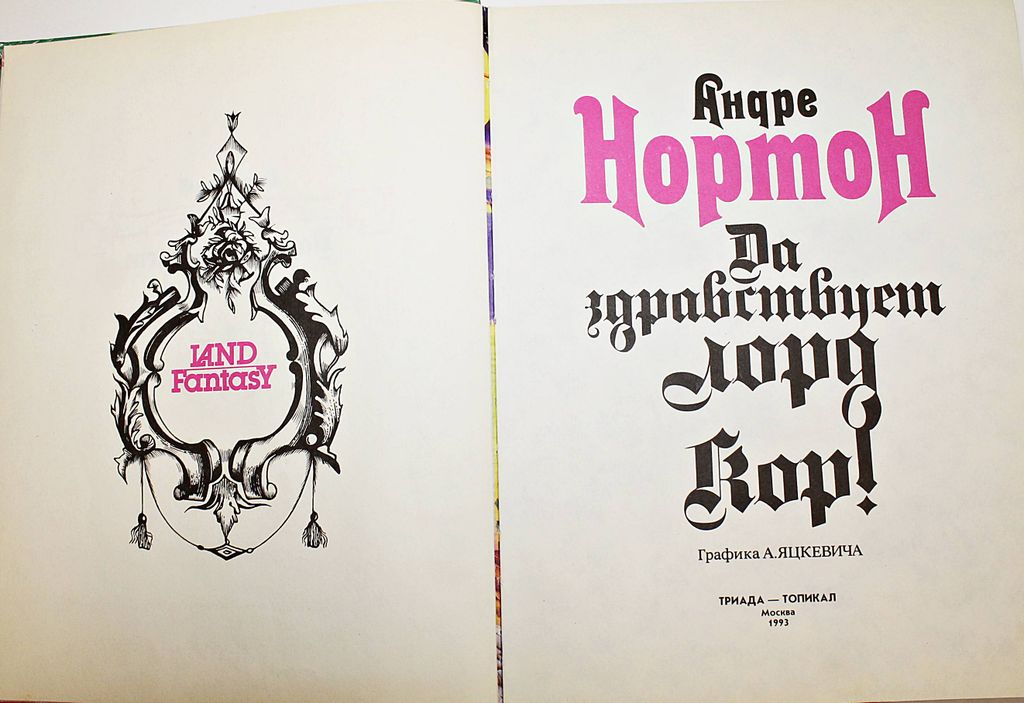 LAND
FantasY
Андре
Нортон
Да
здравствует
лорд
Кор!
Графика А.ЯЦКЕВИЧА
ТРИАДА — ТОПИКАЛ
Москва
1993